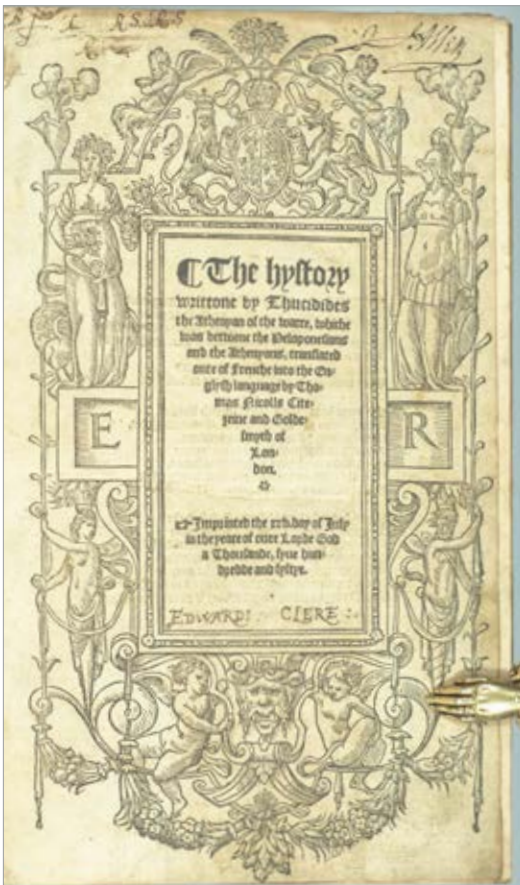 R S
¶The hystory
writtone by Thucidides
the Athenyan of the warre, whiche
was betwene the Peloponesians
and the Athenyans, translated
oute of Frenche into the En-
glysh language by Tho-
mas Nicolls Cite-
zeine and Golde-
smyth of
Lon-
don.
E R
Imprinted the xxv. day of July
in the yeare of oure Lorde God
a Thousande, fyue hun-
dredde and fyftye.
EDWARD: CLERE :